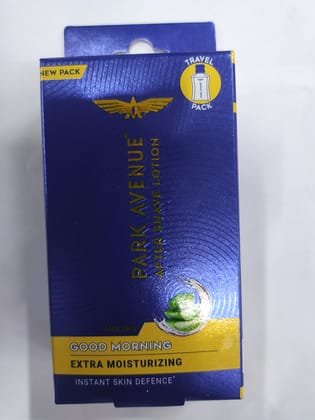 NEW PACK
TRAVEL
PACK
PARK AVENUE
AFTER SHAVE LOTION
GOOD MORNING
EXTRA MOISTURIZING
INSTANT SKIN DEFENCE*